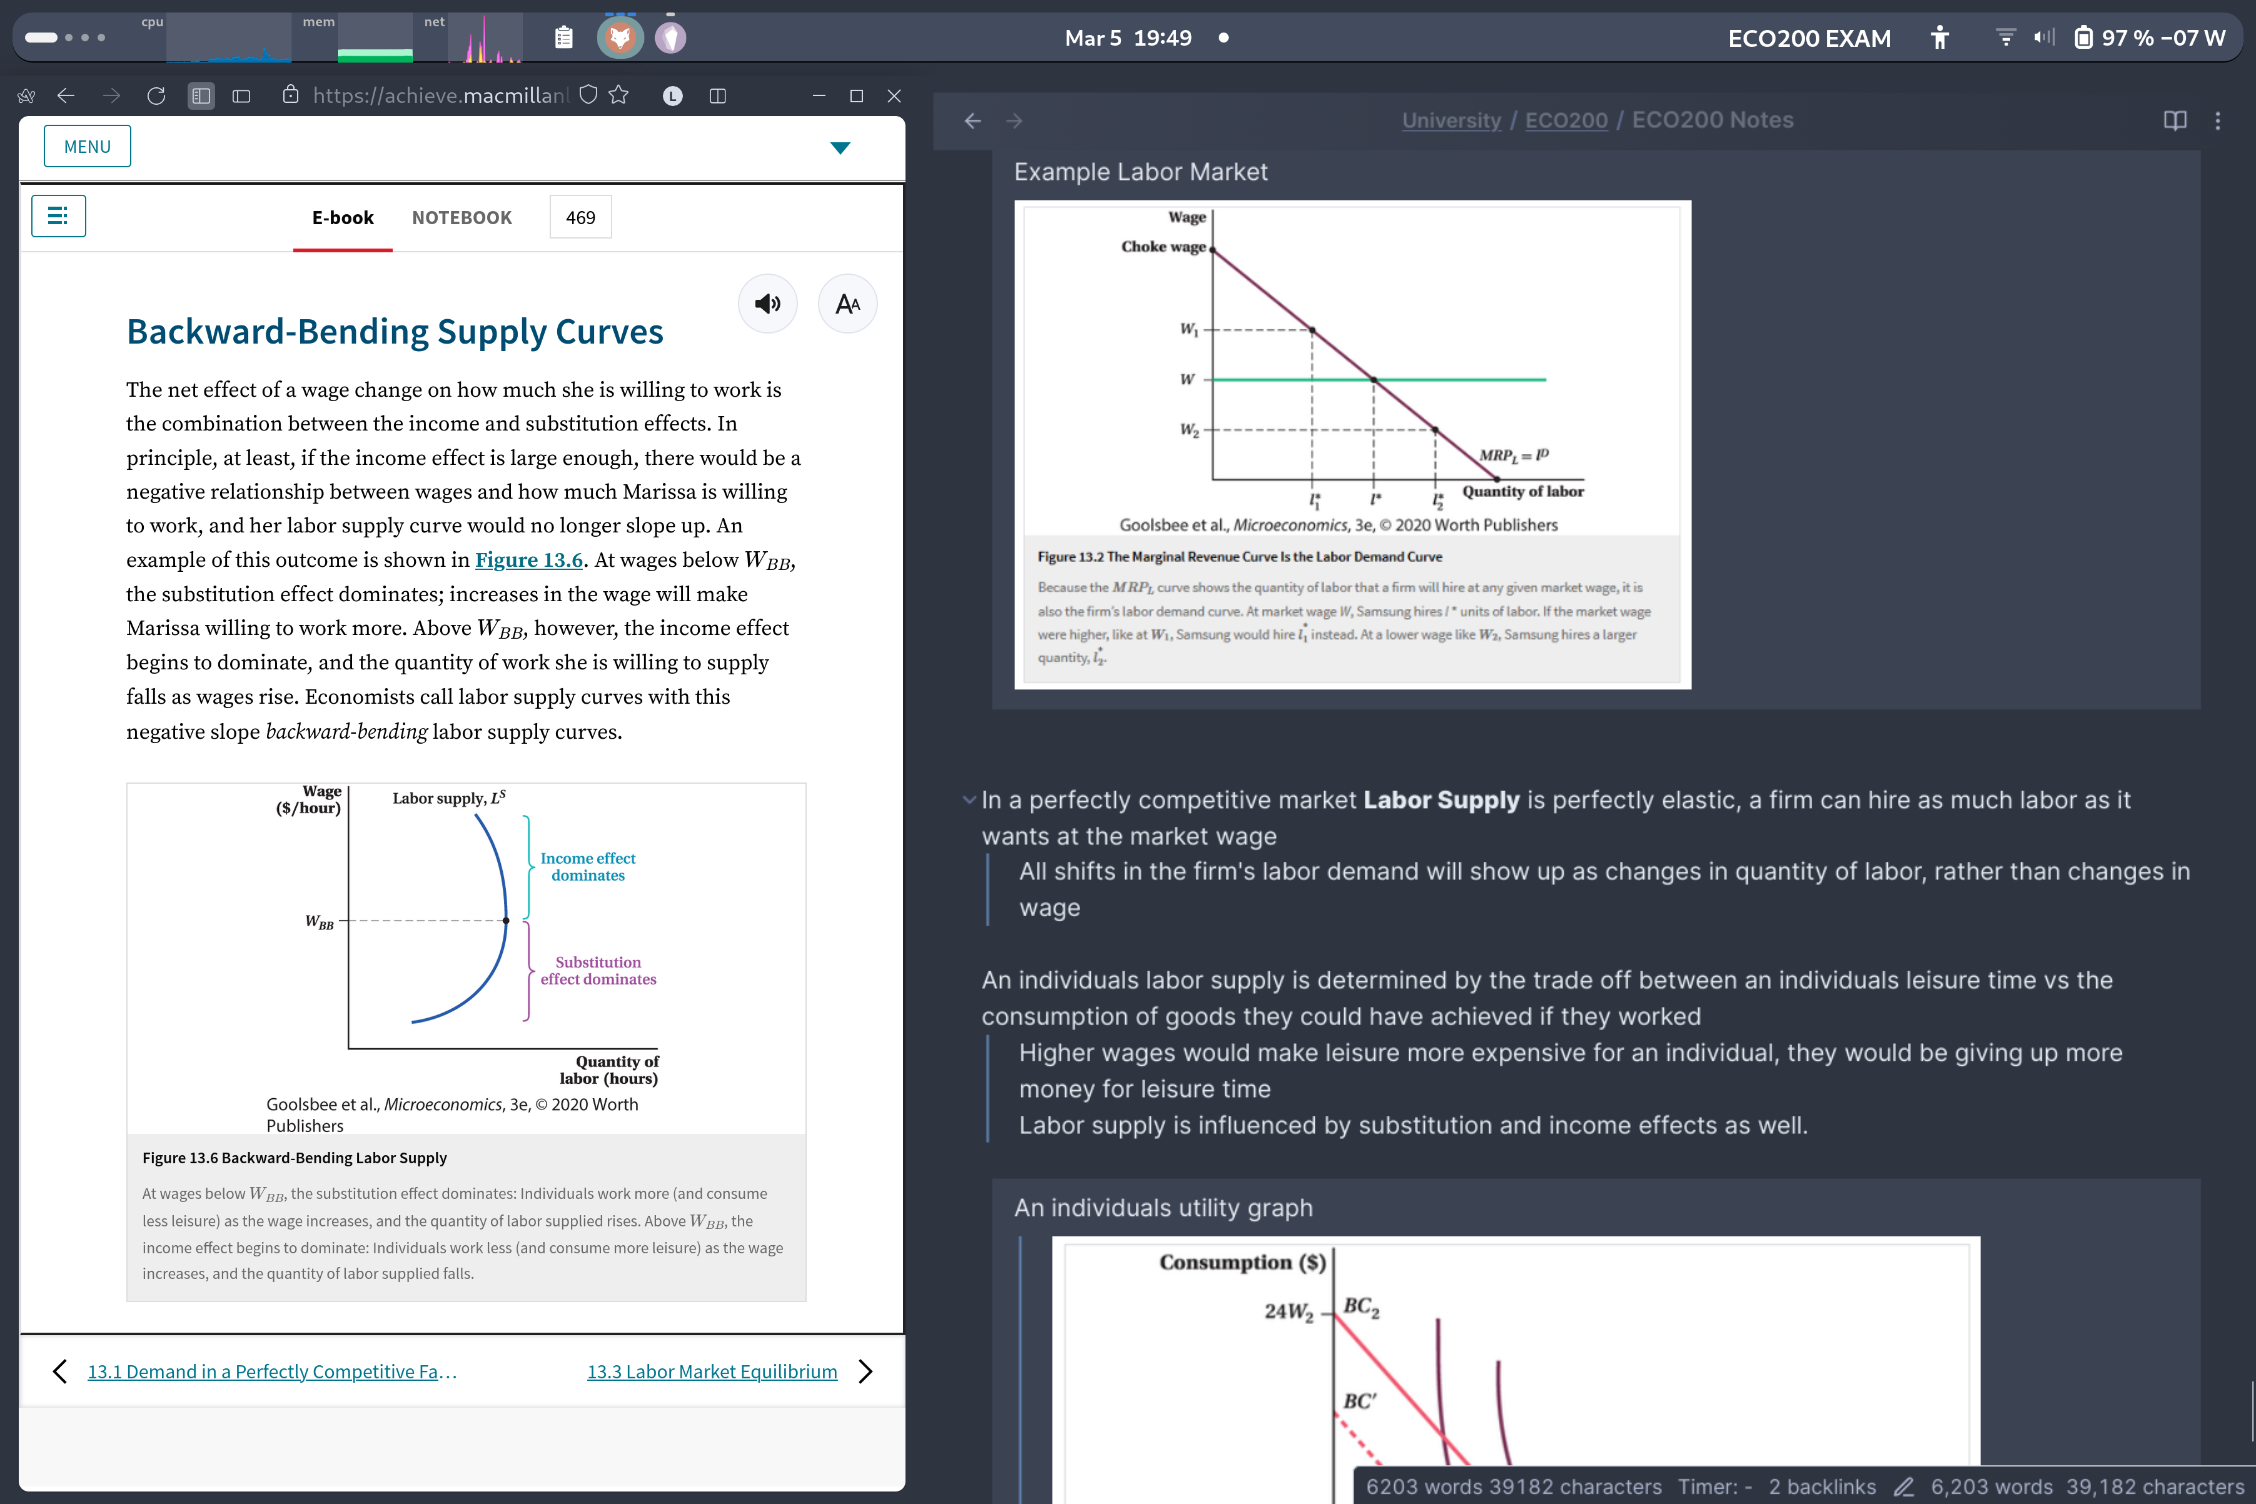 cpu
mem
net
Mar 5 19:49
ECO200 EXAM
97 % −07 W
https://achieve.macmillanl
L
MENU
E-book
NOTEBOOK
469
AA
Backward-Bending Supply Curves
The net effect of a wage change on how much she is willing to work is
the combination between the income and substitution effects. In
principle, at least, if the income effect is large enough, there would be a
negative relationship between wages and how much Marissa is willing
to work, and her labor supply curve would no longer slope up. An
example of this outcome is shown in Figure 13.6. At wages below W_BB,
the substitution effect dominates; increases in the wage will make
Marissa willing to work more. Above W_BB, however, the income effect
begins to dominate, and the quantity of work she is willing to supply
falls as wages rise. Economists call labor supply curves with this
negative slope backward-bending labor supply curves.
Wage
($/hour)
Labor supply, L^S
Income effect
dominates
W_BB
Substitution
effect dominates
Quantity of
labor (hours)
Goolsbee et al., Microeconomics, 3e, © 2020 Worth
Publishers
Figure 13.6 Backward-Bending Labor Supply
At wages below W_BB, the substitution effect dominates: Individuals work more (and consume
less leisure) as the wage increases, and the quantity of labor supplied rises. Above W_BB, the
income effect begins to dominate: Individuals work less (and consume more leisure) as the wage
increases, and the quantity of labor supplied falls.
13.1 Demand in a Perfectly Competitive Fa...
13.3 Labor Market Equilibrium
University / ECO200 / ECO200 Notes
Example Labor Market
Wage
Choke wage
W_1
W
W_2
MRP_L = l^D
l_1^*
l^*
l_2^*
Quantity of labor
Goolsbee et al., Microeconomics, 3e, © 2020 Worth Publishers
Figure 13.2 The Marginal Revenue Curve Is the Labor Demand Curve
Because the MRP_L curve shows the quantity of labor that a firm will hire at any given market wage, it is
also the firm's labor demand curve. At market wage W, Samsung hires l* units of labor. If the market wage
were higher, like at W_1, Samsung would hire l_1^* instead. At a lower wage like W_2, Samsung hires a larger
quantity, l_2^*.
In a perfectly competitive market Labor Supply is perfectly elastic, a firm can hire as much labor as it
wants at the market wage
All shifts in the firm's labor demand will show up as changes in quantity of labor, rather than changes in
wage
An individuals labor supply is determined by the trade off between an individuals leisure time vs the
consumption of goods they could have achieved if they worked
Higher wages would make leisure more expensive for an individual, they would be giving up more
money for leisure time
Labor supply is influenced by substitution and income effects as well.
An individuals utility graph
Consumption ($)
24W_2
BC_2
BC′
6203 words 39182 characters Timer: - 2 backlinks 6,203 words 39,182 characters